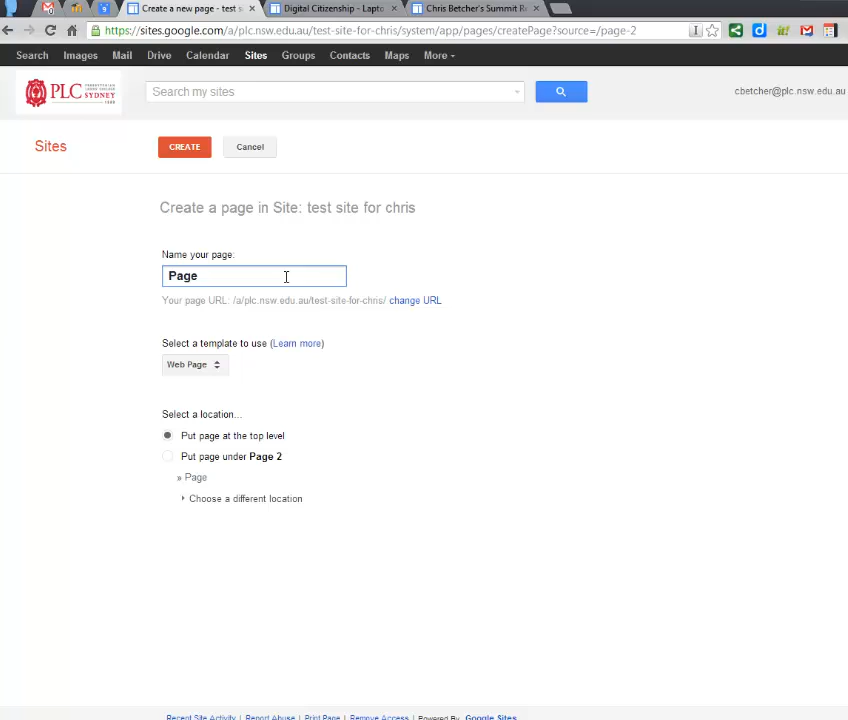 Create a new page - test s
Digital Citizenship - Lapto
Chris Betcher's Summit R
https://sites.google.com/a/plc.nsw.edu.au/test-site-for-chris/system/app/pages/createPage?source=/page-2
Search Images Mail Drive Calendar Sites Groups Contacts Maps More
PLC SYDNEY
Search my sites
cbetcher@plc.nsw.edu.au
Sites
CREATE
Cancel
Create a page in Site: test site for chris
Name your page:
Page
Your page URL: /a/plc.nsw.edu.au/test-site-for-chris/ change URL
Select a template to use (Learn more)
Web Page
Select a location...
Put page at the top level
Put page under Page 2
» Page
Choose a different location
Recent Site Activity | Report Abuse | Print Page | Remove Access | Powered By Google Sites